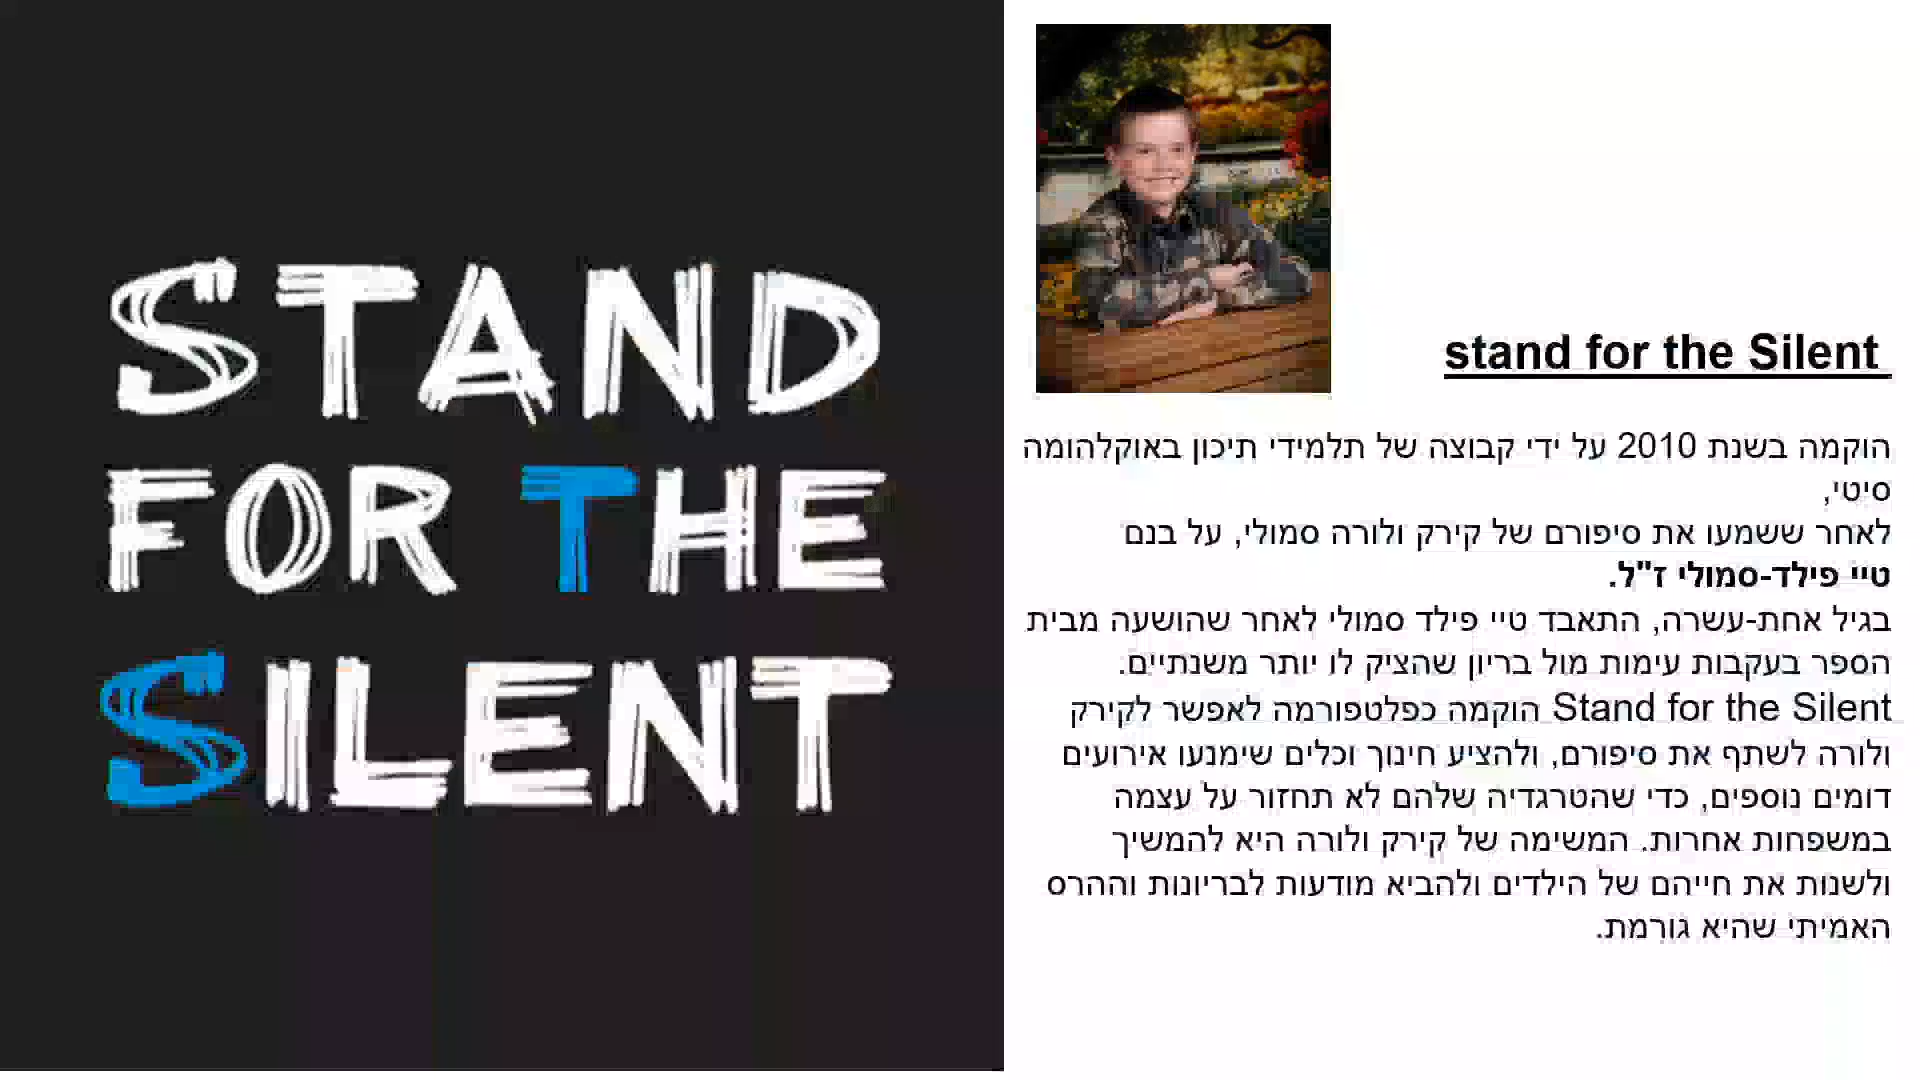 STAND
FOR THE
SILENT
stand for the Silent
הוקמה בשנת 2010 על ידי קבוצה של תלמידי תיכון באוקלהומה
סיטי,
לאחר ששמעו את סיפורם של קירק ולורה סמולי, על בנם
טיי פילד-סמולי ז"ל.
בגיל אחת-עשרה, התאבד טיי פילד סמולי לאחר שהושעה מבית
הספר בעקבות עימות מול בריון שהציק לו יותר משנתיים.
Stand for the Silent הוקמה כפלטפורמה לאפשר לקירק
ולורה לשתף את סיפורם, ולהציע חינוך וכלים שימנעו אירועים
דומים נוספים, כדי שהטרגדיה שלהם לא תחזור על עצמה
במשפחות אחרות. המשימה של קירק ולורה היא להמשיך
ולשנות את חייהם של הילדים ולהביא מודעות לבריונות וההרס
האמיתי שהיא גורמת.